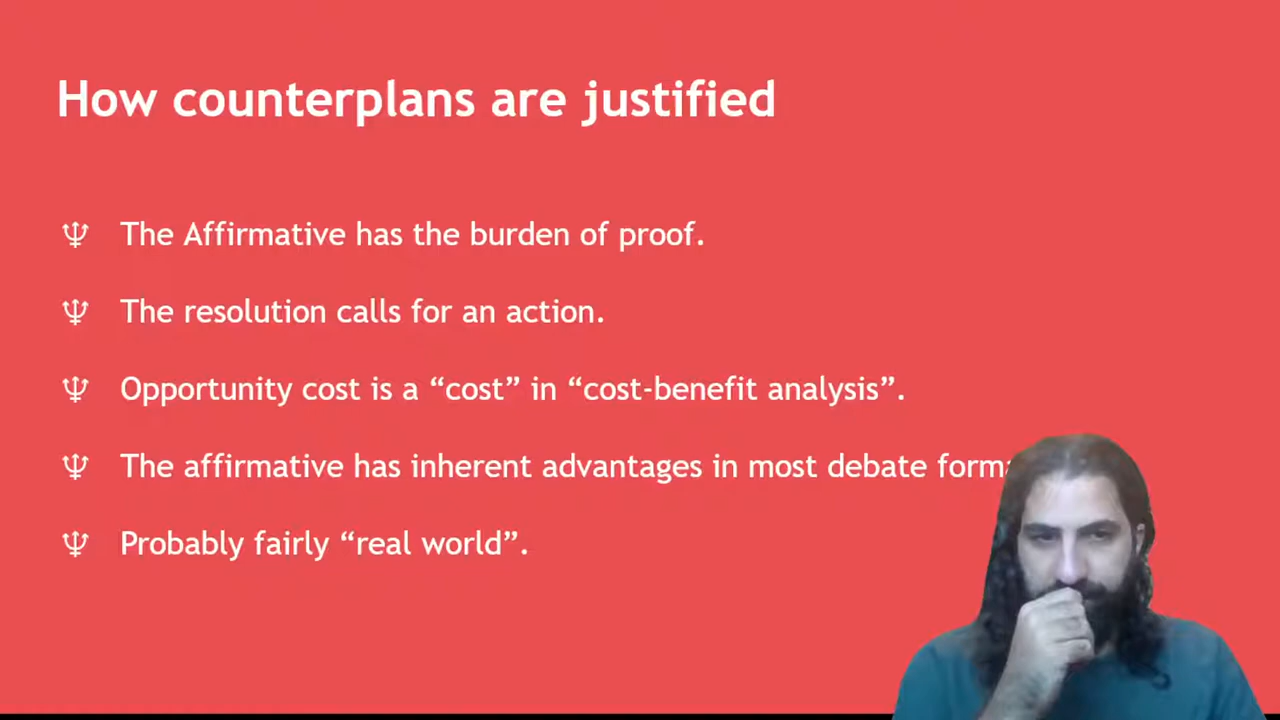 How counterplans are justified
The Affirmative has the burden of proof.
The resolution calls for an action.
Opportunity cost is a “cost” in “cost-benefit analysis”.
The affirmative has inherent advantages in most debate
Probably fairly “real world”.